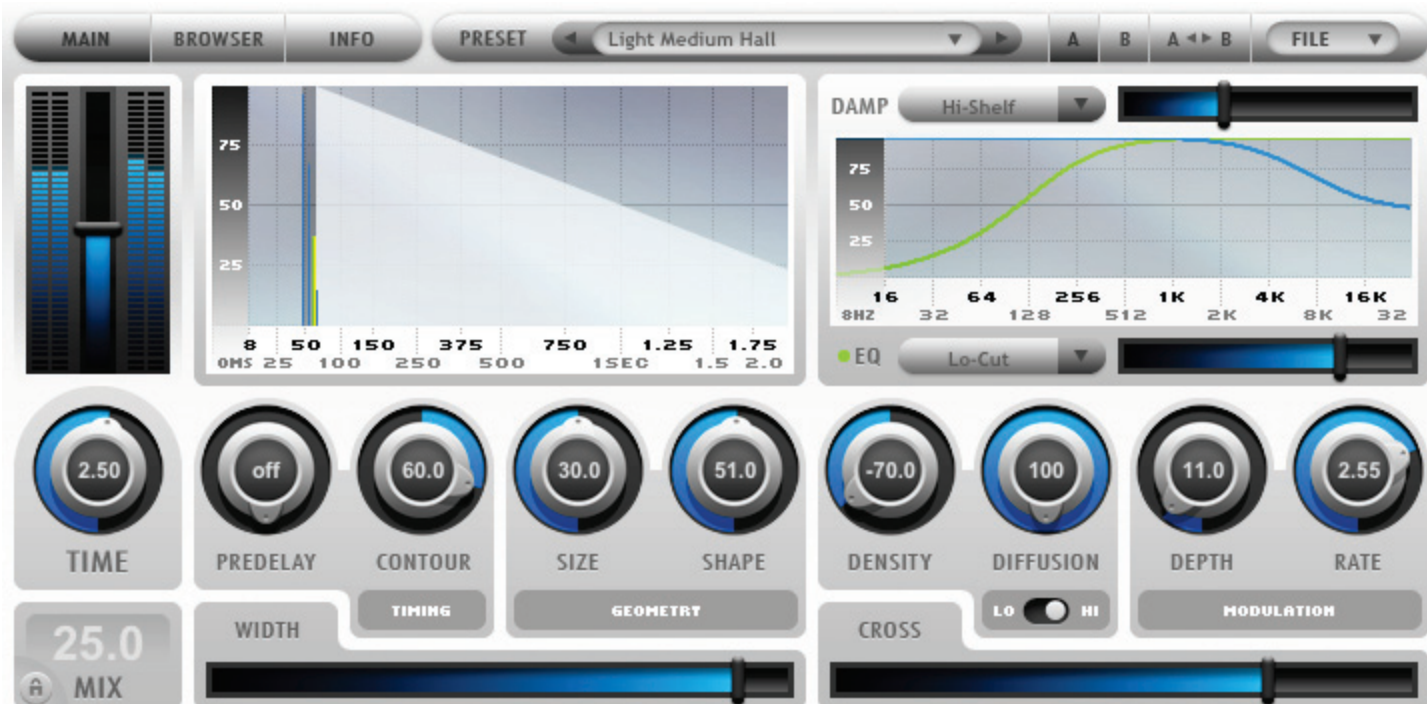 MAIN BROWSER INFO PRESET Light Medium Hall A B A B FILE
DAMP Hi-Shelf
75
50
25
8 50 150 375 750 1.25 1.75
0MS 25 100 250 500 1SEC 1.5 2.0
75
50
25
16 64 256 1K 4K 16K
8HZ 32 128 512 2K 8K 32
EQ Lo-Cut
2.50 off 60.0 30.0 51.0 -70.0 100 11.0 2.55
TIME PREDELAY CONTOUR SIZE SHAPE DENSITY DIFFUSION DEPTH RATE
TIMING GEOMETRY LO HI MODULATION
WIDTH CROSS
25.0
MIX